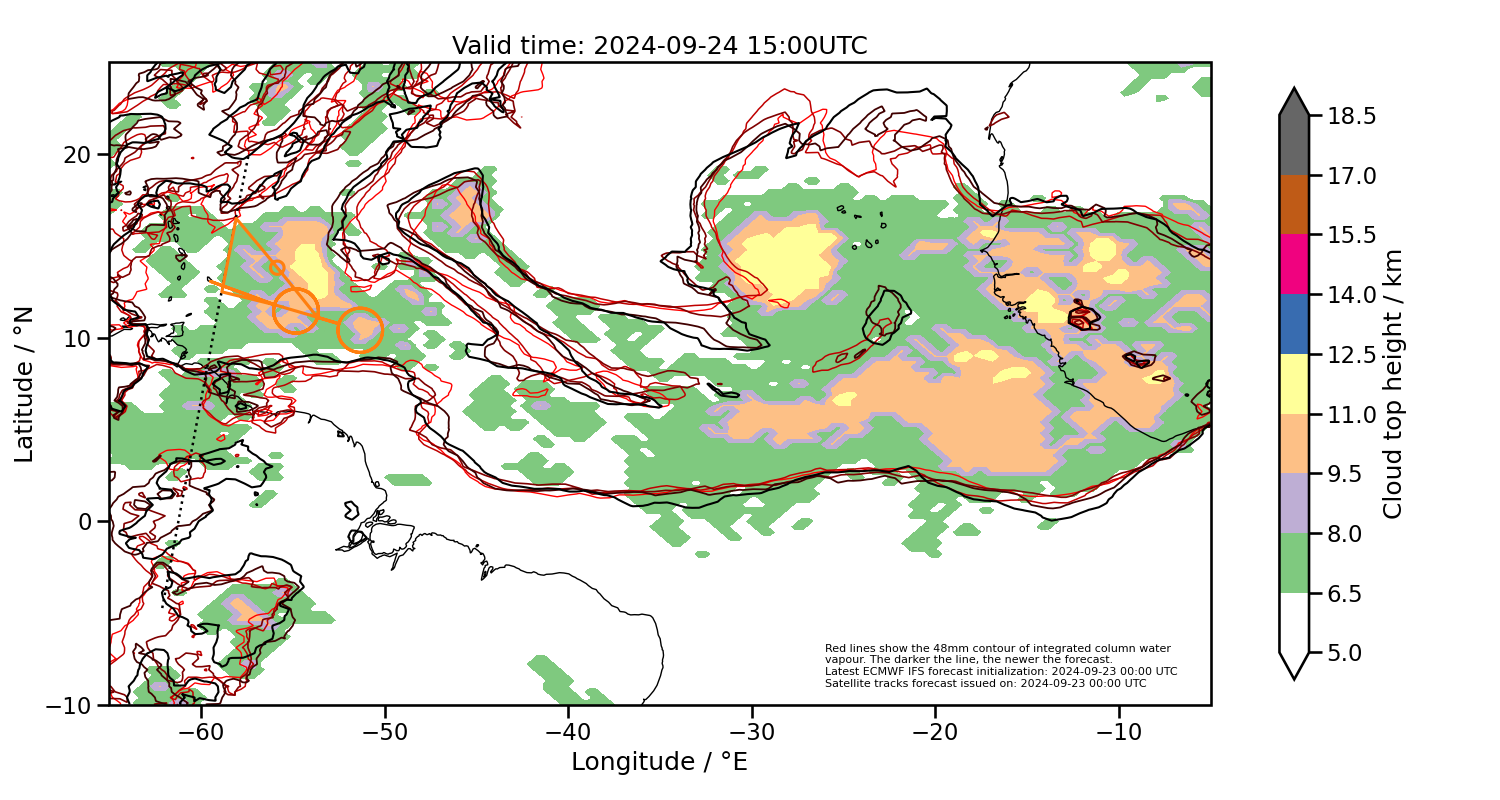 Valid time: 2024-09-24 15:00UTC
20
10
0
−10
Latitude / °N
−60
−50
−40
−30
−20
−10
Longitude / °E
Red lines show the 48mm contour of integrated column water
vapour. The darker the line, the newer the forecast.
Latest ECMWF IFS forecast initialization: 2024-09-23 00:00 UTC
Satellite tracks forecast issued on: 2024-09-23 00:00 UTC
18.5
17.0
15.5
14.0
12.5
11.0
9.5
8.0
6.5
5.0
Cloud top height / km